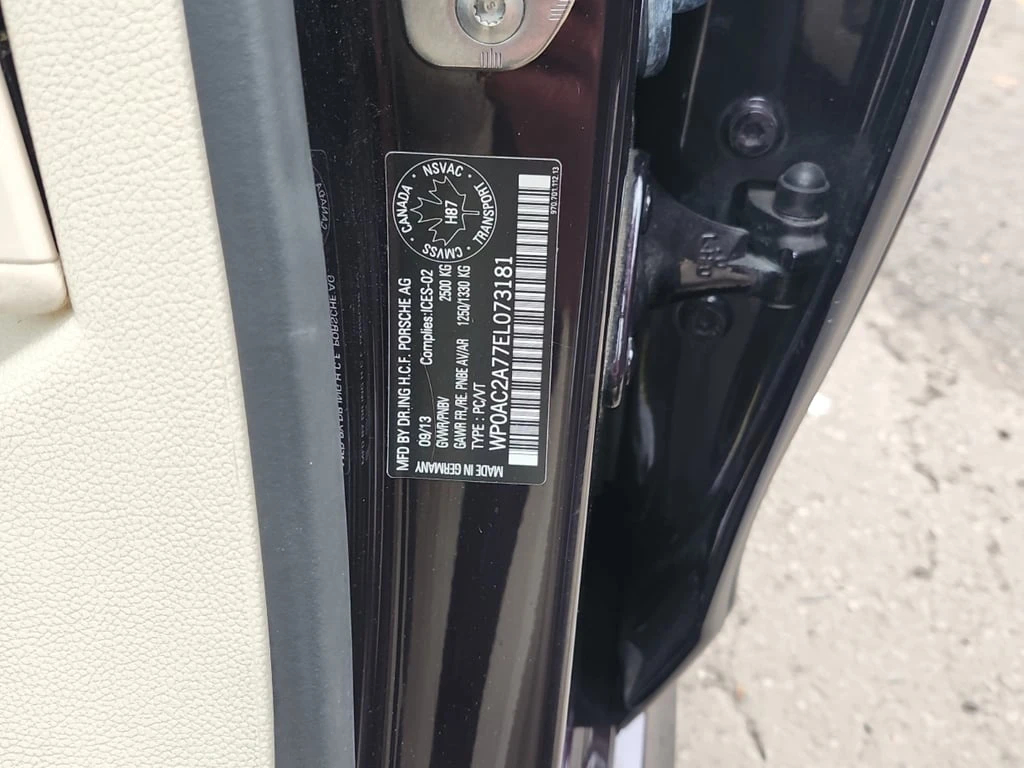 NSVAC
CANADA
TRANSPORT
CMVSS
H87
MFD BY DR.ING H.C.F. PORSCHE AG
09/13 Complies:ICES-02
GVWR/PNBV 2500 KG
GAWR FR./RE. PNBE AV/AR 1250/1330 KG
TYPE : PC/VT
WP0AC2A77EL073181
MADE IN GERMANY
970.701.112.13